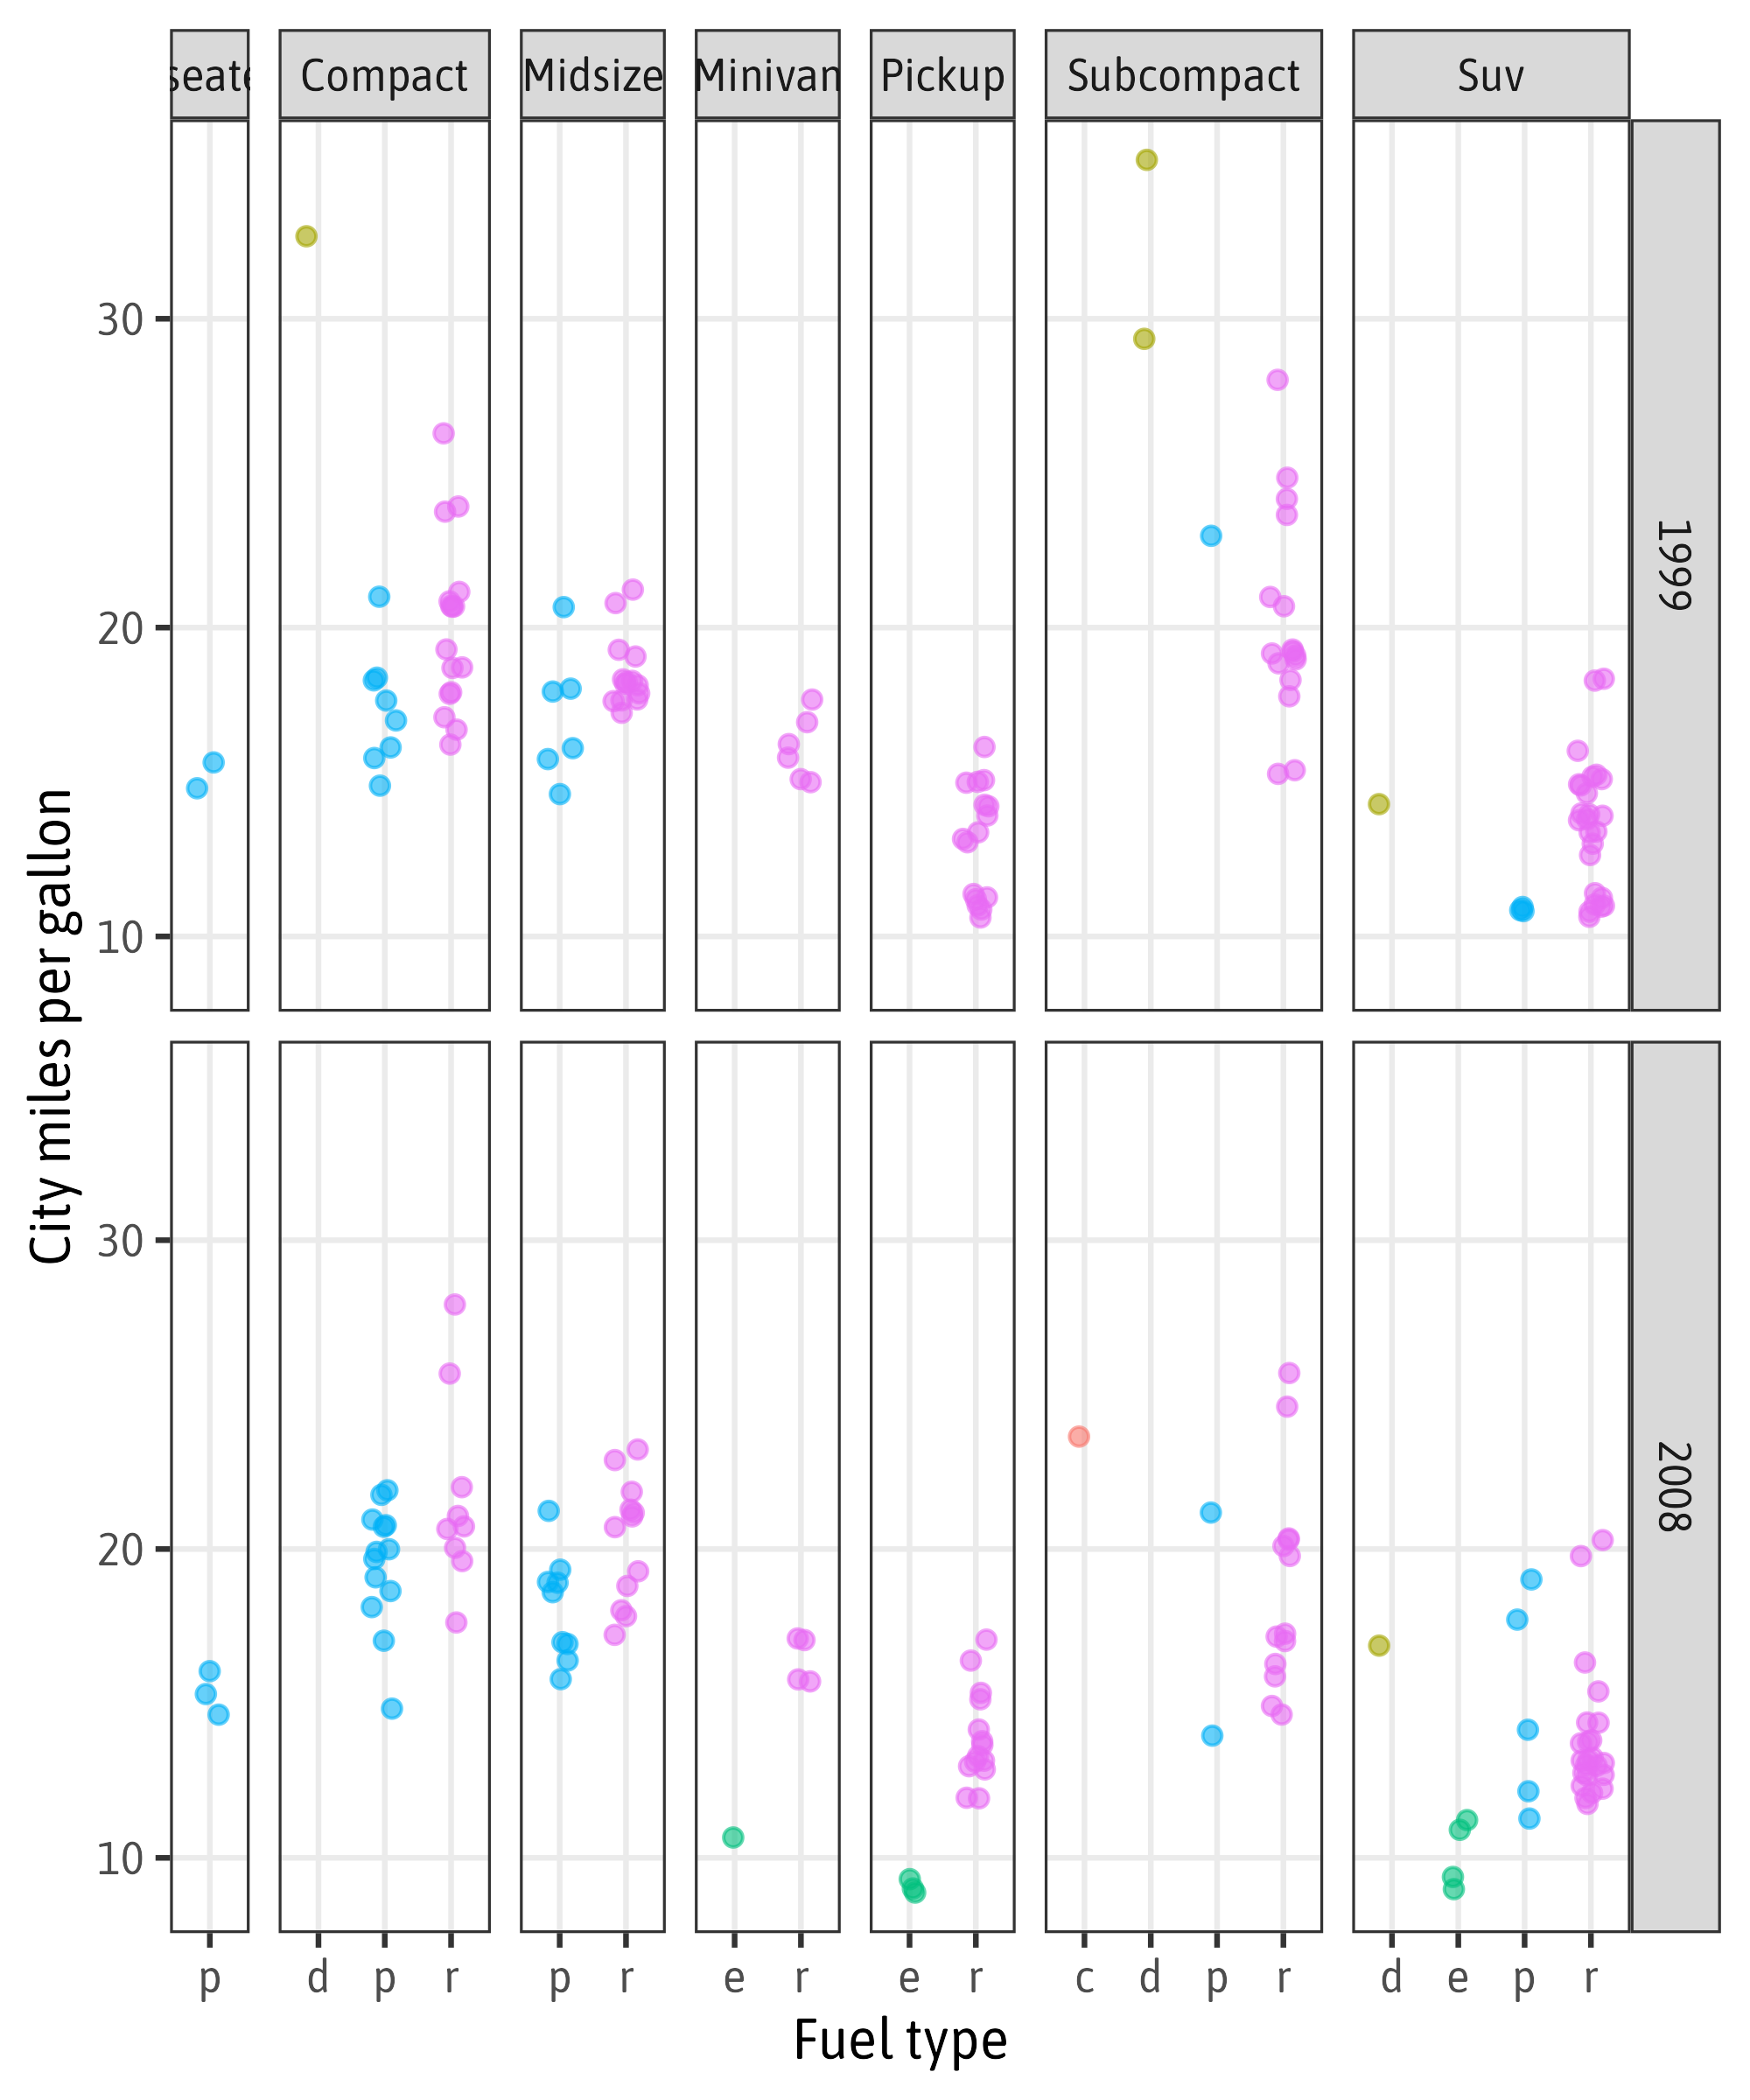 Compact Midsize Minivan Pickup Subcompact Suv
1999
30
20
10
City miles per gallon
2008
30
20
10
p d p r p r e r e r c d p r d e p r
Fuel type